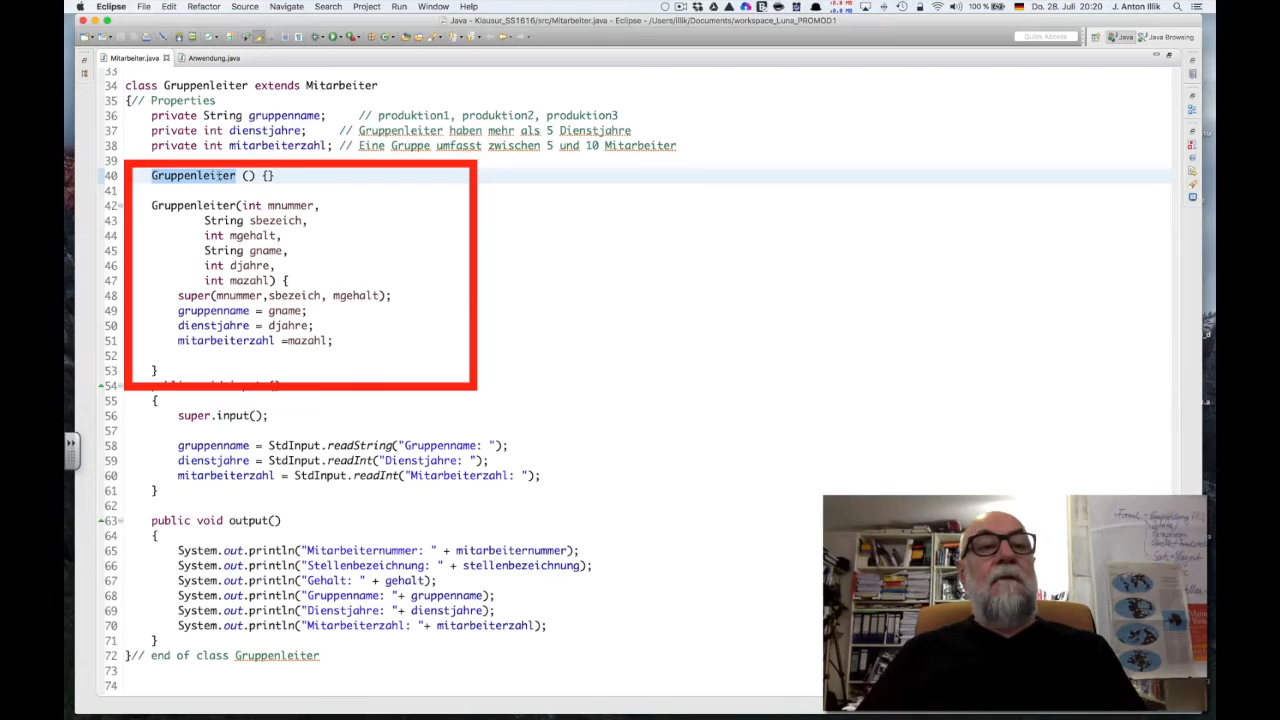 Eclipse File Edit Refactor Source Navigate Search Project Run Window Help 100 % Do. 28. Juli 20:20 J. Anton Illik
Java - Klausur_SS1616/src/Mitarbeiter.java - Eclipse - /Users/illik/Documents/workspace_Luna_PROMOD1
Quick Access Java Java Browsing
Mitarbeiter.java Anwendung.java
33
34 class Gruppenleiter extends Mitarbeiter
35 {// Properties
36 private String gruppenname; // produktion1, produktion2, produktion3
37 private int dienstjahre; // Gruppenleiter haben mehr als 5 Dienstjahre
38 private int mitarbeiterzahl; // Eine Gruppe umfasst zwischen 5 und 10 Mitarbeiter
39
40 Gruppenleiter () {}
41
42 Gruppenleiter(int mnummer,
43 String sbezeich,
44 int mgehalt,
45 String gname,
46 int djahre,
47 int mazahl) {
48 super(mnummer,sbezeich, mgehalt);
49 gruppenname = gname;
50 dienstjahre = djahre;
51 mitarbeiterzahl =mazahl;
52
53 }
54
55 {
56 super.input();
57
58 gruppenname = StdInput.readString("Gruppenname: ");
59 dienstjahre = StdInput.readInt("Dienstjahre: ");
60 mitarbeiterzahl = StdInput.readInt("Mitarbeiterzahl: ");
61 }
62
63 public void output()
64 {
65 System.out.println("Mitarbeiternummer: " + mitarbeiternummer);
66 System.out.println("Stellenbezeichnung: " + stellenbezeichnung);
67 System.out.println("Gehalt: " + gehalt);
68 System.out.println("Gruppenname: "+ gruppenname);
69 System.out.println("Dienstjahre: "+ dienstjahre);
70 System.out.println("Mitarbeiterzahl: "+ mitarbeiterzahl);
71 }
72 }// end of class Gruppenleiter
73
74